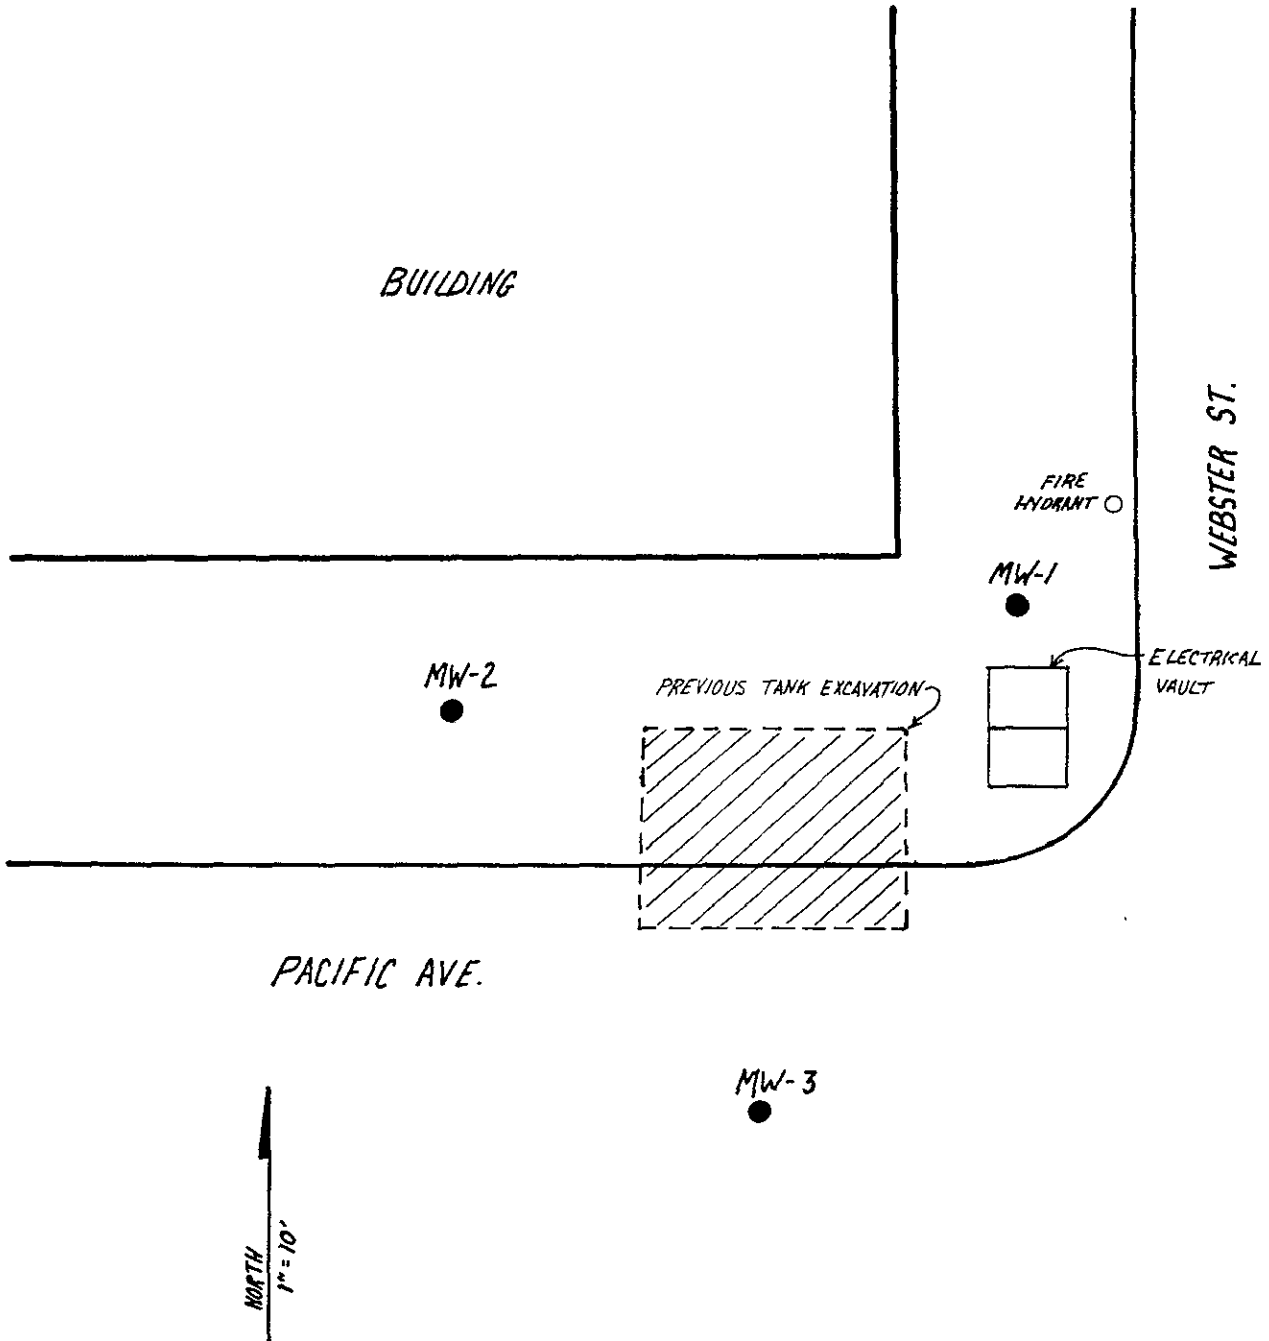 BUILDING
FIRE
HYDRANT
WEBSTER ST.
MW-1
ELECTRICAL
VAULT
MW-2
PREVIOUS TANK EXCAVATION
PACIFIC AVE.
MW-3
NORTH
1"=10'